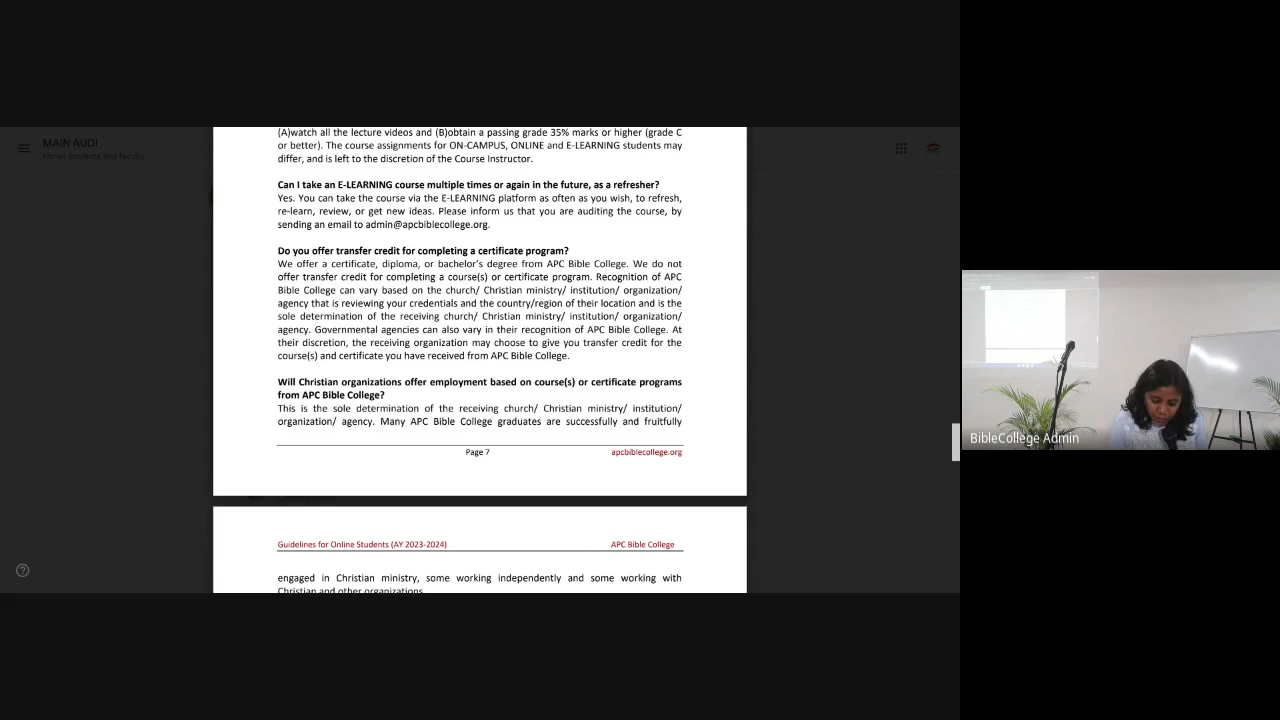 MAIN AUDI
For all students and faculty
(A)watch all the lecture videos and (B)obtain a passing grade 35% marks or higher (grade C
or better). The course assignments for ON-CAMPUS, ONLINE and E-LEARNING students may
differ, and is left to the discretion of the Course Instructor.
Can I take an E-LEARNING course multiple times or again in the future, as a refresher?
Yes. You can take the course via the E-LEARNING platform as often as you wish, to refresh,
re-learn, review, or get new ideas. Please inform us that you are auditing the course, by
sending an email to admin@apcbiblecollege.org.
Do you offer transfer credit for completing a certificate program?
We offer a certificate, diploma, or bachelor's degree from APC Bible College. We do not
offer transfer credit for completing a course(s) or certificate program. Recognition of APC
Bible College can vary based on the church/ Christian ministry/ institution/ organization/
agency that is reviewing your credentials and the country/region of their location and is the
sole determination of the receiving church/ Christian ministry/ institution/ organization/
agency. Governmental agencies can also vary in their recognition of APC Bible College. At
their discretion, the receiving organization may choose to give you transfer credit for the
course(s) and certificate you have received from APC Bible College.
Will Christian organizations offer employment based on course(s) or certificate programs
from APC Bible College?
This is the sole determination of the receiving church/ Christian ministry/ institution/
organization/ agency. Many APC Bible College graduates are successfully and fruitfully
Page 7 apcbiblecollege.org
Guidelines for Online Students (AY 2023-2024) APC Bible College
engaged in Christian ministry, some working independently and some working with
Christian and other organizations.
BibleCollege Admin